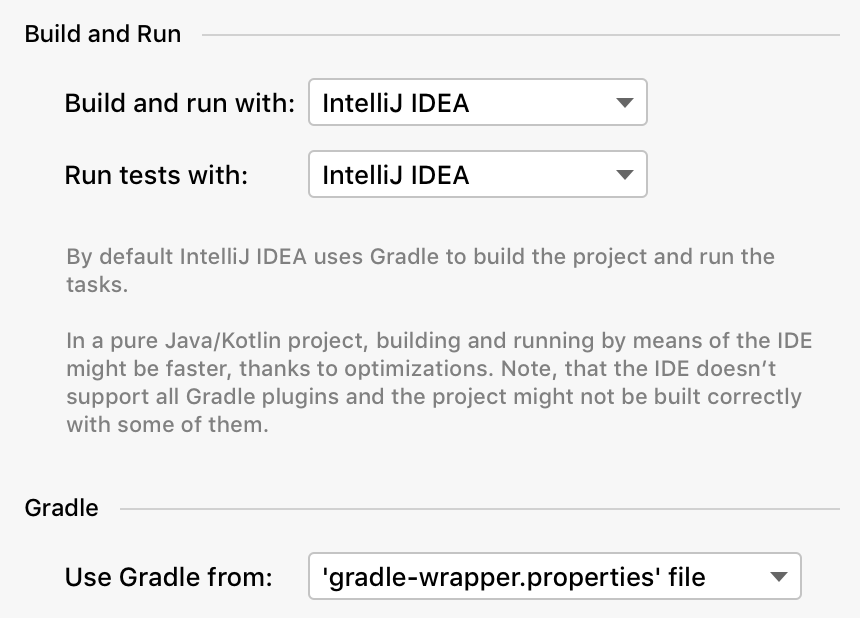 Build and Run
Build and run with: IntelliJ IDEA
Run tests with: IntelliJ IDEA
By default IntelliJ IDEA uses Gradle to build the project and run the
tasks.
In a pure Java/Kotlin project, building and running by means of the IDE
might be faster, thanks to optimizations. Note, that the IDE doesn’t
support all Gradle plugins and the project might not be built correctly
with some of them.
Gradle
Use Gradle from: 'gradle-wrapper.properties' file